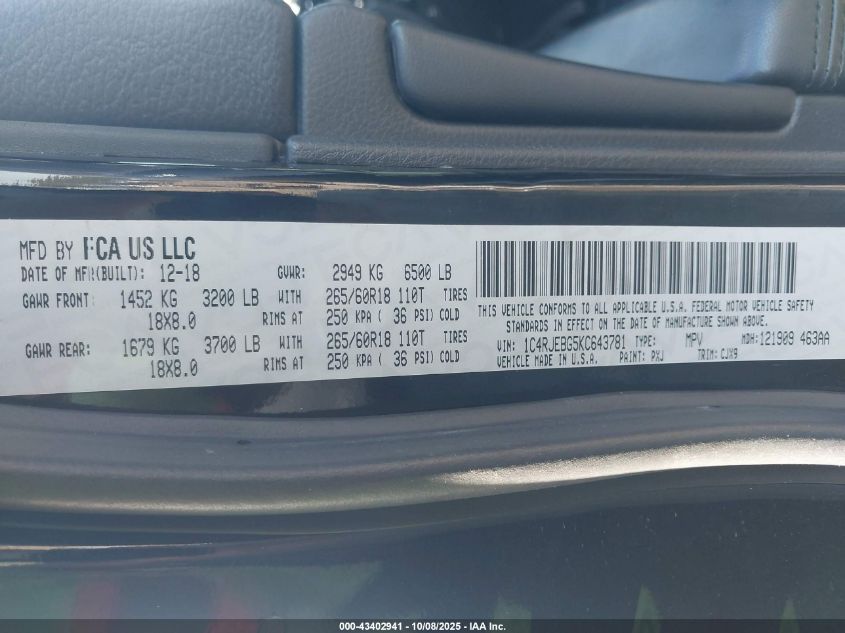 MFD BY FCA US LLC
DATE OF MFR(BUILT): 12-18 GVWR: 2949 KG 6500 LB
GAWR FRONT: 1452 KG 3200 LB WITH 265/60R18 110T TIRES
18X8.0 RIMS AT 250 KPA ( 36 PSI) COLD
GAWR REAR: 1679 KG 3700 LB WITH 265/60R18 110T TIRES
18X8.0 RIMS AT 250 KPA ( 36 PSI) COLD
THIS VEHICLE CONFORMS TO ALL APPLICABLE U.S.A. FEDERAL MOTOR VEHICLE SAFETY
STANDARDS IN EFFECT ON THE DATE OF MANUFACTURE SHOWN ABOVE.
VIN: 1C4RJEBG5KC643781 TYPE: MPV MDH: 121909 463AA
VEHICLE MADE IN U.S.A. PAINT: PXJ TRIM: CJX9
000-43402941 - 10/08/2025 - IAA Inc.